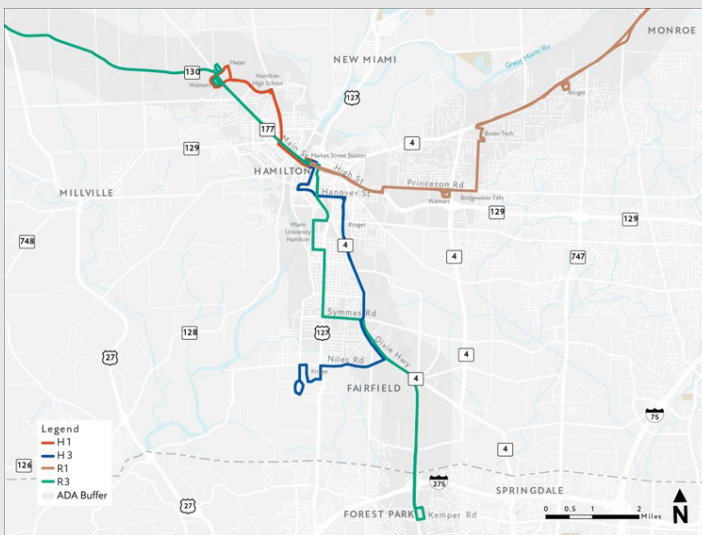 MONROE
NEW MIAMI
Great Miami Riv
130
Meijer
Walmart
Hamilton
High School
127
Kroger
177
4
Butler Tech
129
Main St
Market Street Station
HAMILTON
High St
Princeton Rd
MILLVILLE
Hanover St
Walmart
Bridgewater Falls
129
129
Miami
University
Hamilton
Kroger
748
4
4
747
Symmes Rd
128
127
Dixie Hwy
27
Niles Rd
4
Kroger
FAIRFIELD
4
75
Legend
H1
H3
R1
R3
ADA Buffer
4
126
275
27
SPRINGDALE
FOREST PARK
Kemper Rd
0 0.5 1 2
Miles
N